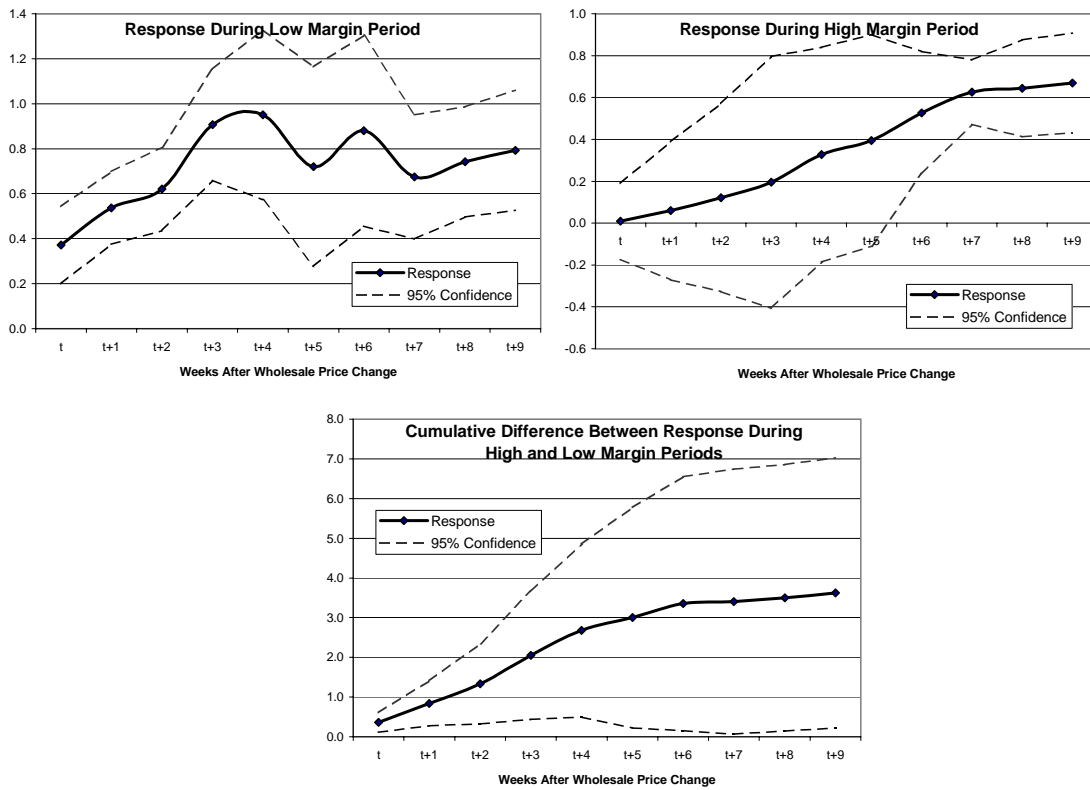 Response During Low Margin Period
1.4
1.2
1.0
0.8
0.6
0.4
0.2
0.0
Response
95% Confidence
t t+1 t+2 t+3 t+4 t+5 t+6 t+7 t+8 t+9
Weeks After Wholesale Price Change
Response During High Margin Period
1.0
0.8
0.6
0.4
0.2
0.0
-0.2
-0.4
-0.6
t t+1 t+2 t+3 t+4 t+5 t+6 t+7 t+8 t+9
Response
95% Confidence
Weeks After Wholesale Price Change
Cumulative Difference Between Response During
High and Low Margin Periods
8.0
7.0
6.0
5.0
4.0
3.0
2.0
1.0
0.0
Response
95% Confidence
t t+1 t+2 t+3 t+4 t+5 t+6 t+7 t+8 t+9
Weeks After Wholesale Price Change